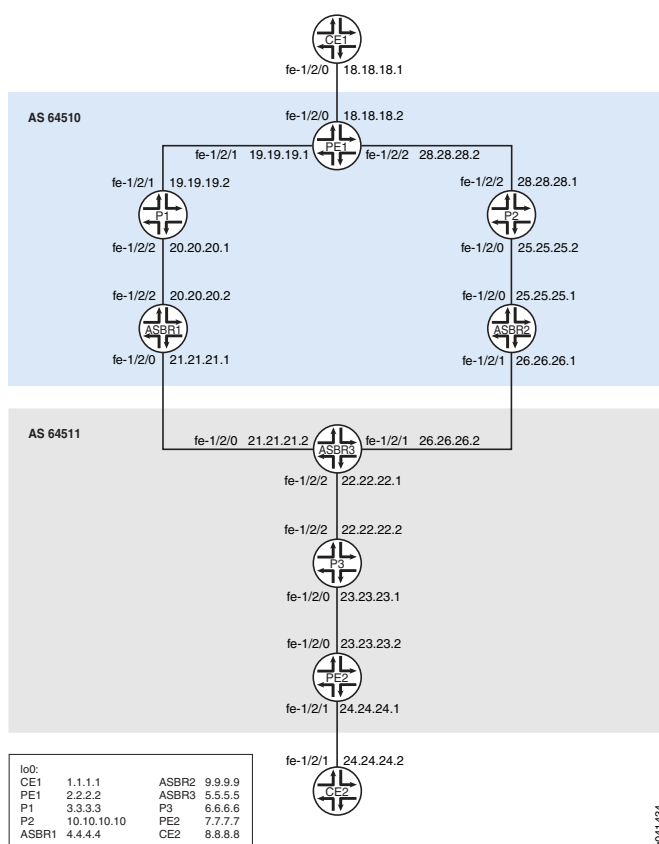 CE1
fe-1/2/0 18.18.18.1
AS 64510
fe-1/2/0 18.18.18.2
PE1
fe-1/2/1 19.19.19.1
fe-1/2/2 28.28.28.2
fe-1/2/1 19.19.19.2
fe-1/2/2 28.28.28.1
P1
P2
fe-1/2/2 20.20.20.1
fe-1/2/0 25.25.25.2
fe-1/2/2 20.20.20.2
fe-1/2/0 25.25.25.1
ASBR1
ASBR2
fe-1/2/0 21.21.21.1
fe-1/2/1 26.26.26.1
AS 64511
fe-1/2/0 21.21.21.2
fe-1/2/1 26.26.26.2
ASBR3
fe-1/2/2 22.22.22.1
fe-1/2/2 22.22.22.2
P3
fe-1/2/0 23.23.23.1
fe-1/2/0 23.23.23.2
PE2
fe-1/2/1 24.24.24.1
fe-1/2/1 24.24.24.2
CE2
lo0:
CE1 1.1.1.1 ASBR2 9.9.9.9
PE1 2.2.2.2 ASBR3 5.5.5.5
P1 3.3.3.3 P3 6.6.6.6
P2 10.10.10.10 PE2 7.7.7.7
ASBR1 4.4.4.4 CE2 8.8.8.8